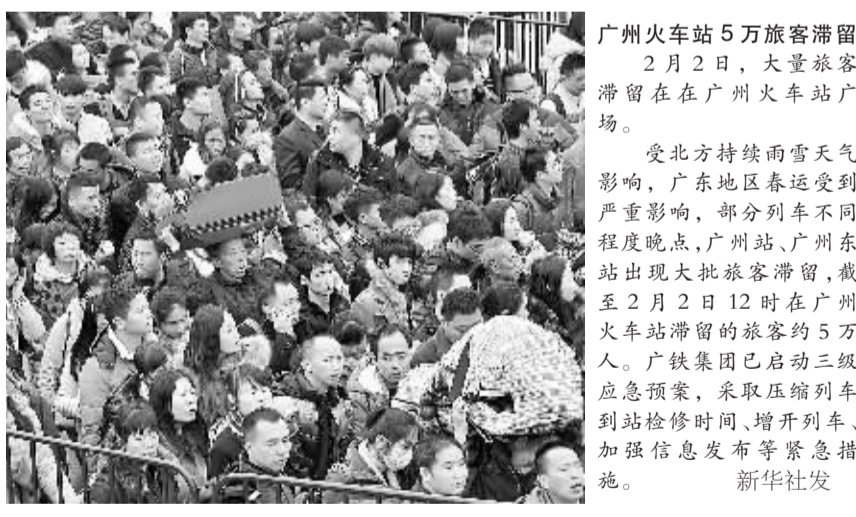 广州火车站5万旅客滞留
2月2日，大量旅客
滞留在在广州火车站广
场。
受北方持续雨雪天气
影响，广东地区春运受到
严重影响，部分列车不同
程度晚点，广州站、广州东
站出现大批旅客滞留，截
至2月2日12时在广州
火车站滞留的旅客约5万
人。广铁集团已启动三级
应急预案，采取压缩列车
到站检修时间、增开列车、
加强信息发布等紧急措
施。 新华社发